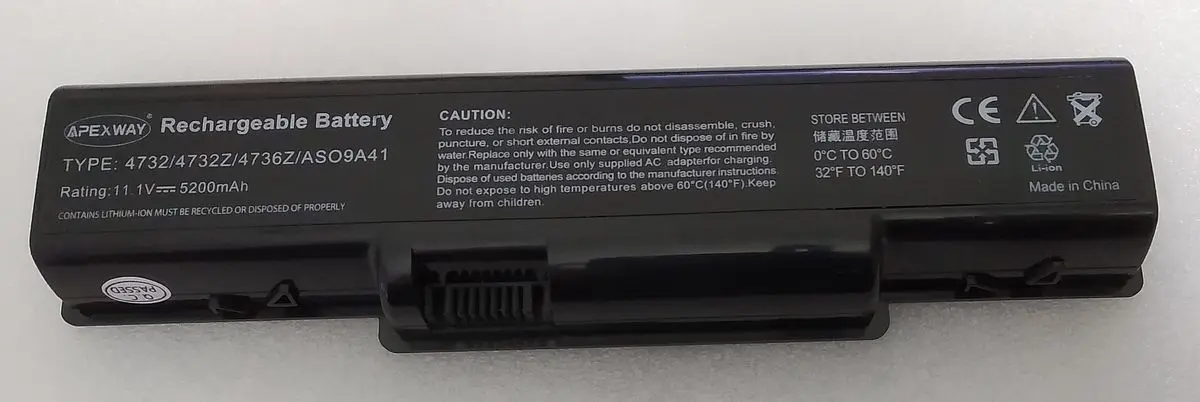 APEXWAY
Rechargeable Battery
TYPE: 4732/4732Z/4736Z/ASO9A41
Rating:11.1V⎓5200mAh
CONTAINS LITHIUM-ION MUST BE RECYCLED OR DISPOSED OF PROPERLY
CAUTION:
To reduce the risk of fire or burns do not disassemble, crush,
puncture, or short external contacts,Do not dispose of in fire by
water.Replace only with the same or equivalent type recommended
by the manufacturer.Use only supplied AC adapterfor charging.
Dispose of used batteries according to the manufacturer instructions.
Do not expose to high temperatures above 60°C(140°F).Keep
away from children.
STORE BETWEEN
储藏温度范围
0°C TO 60°C
32°F TO 140°F
CE
Li-ion
Made in China
Q.C
PASSED